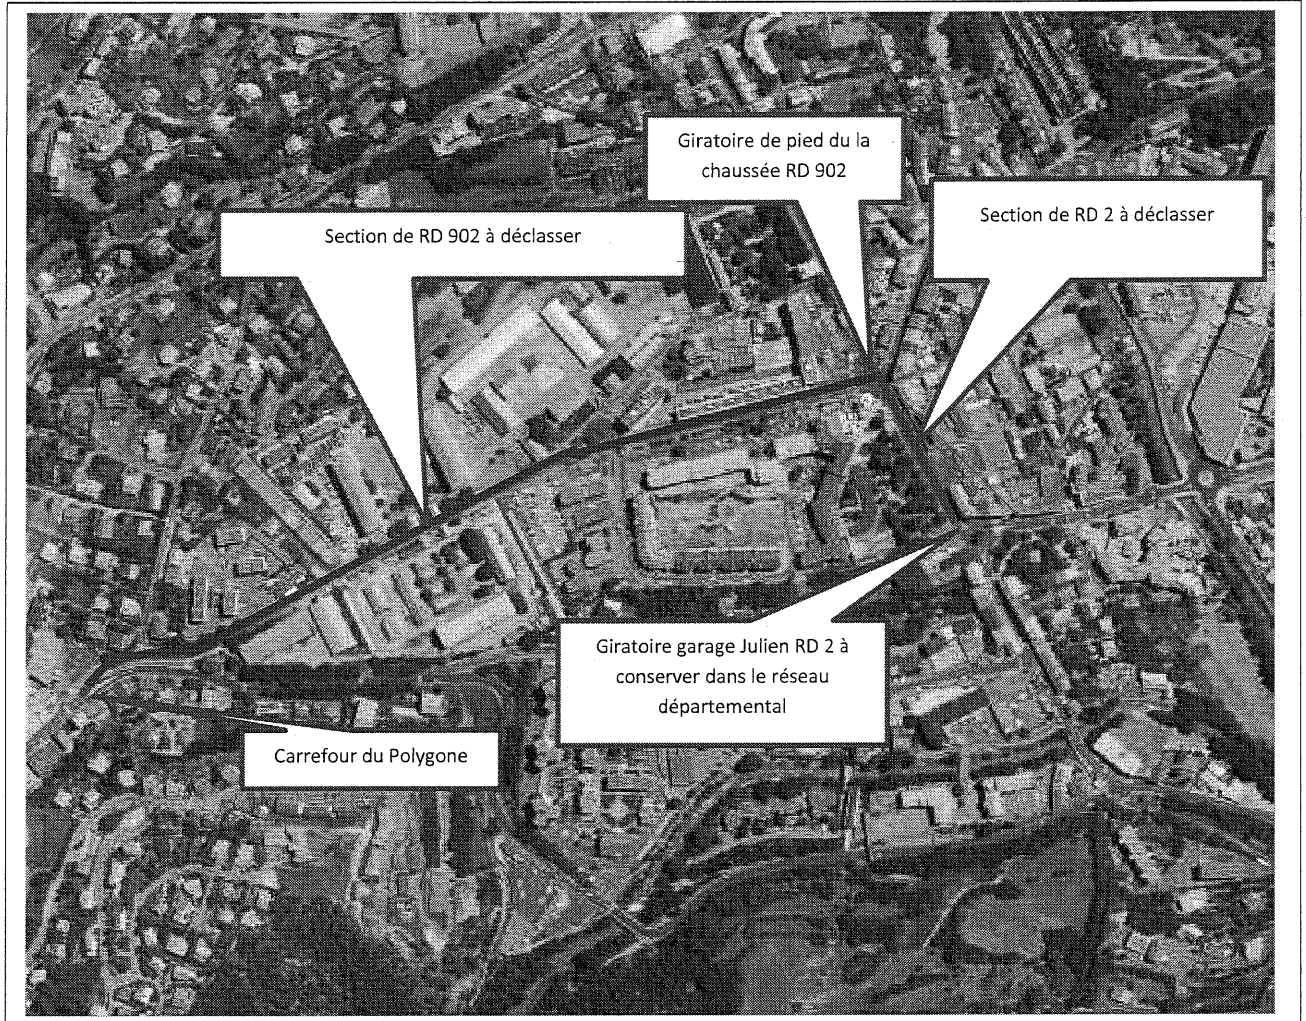 Giratoire de pied du la
chaussée RD 902
Section de RD 2 à déclasser
Section de RD 902 à déclasser
Giratoire garage Julien RD 2 à
conserver dans le réseau
départemental
Carrefour du Polygone